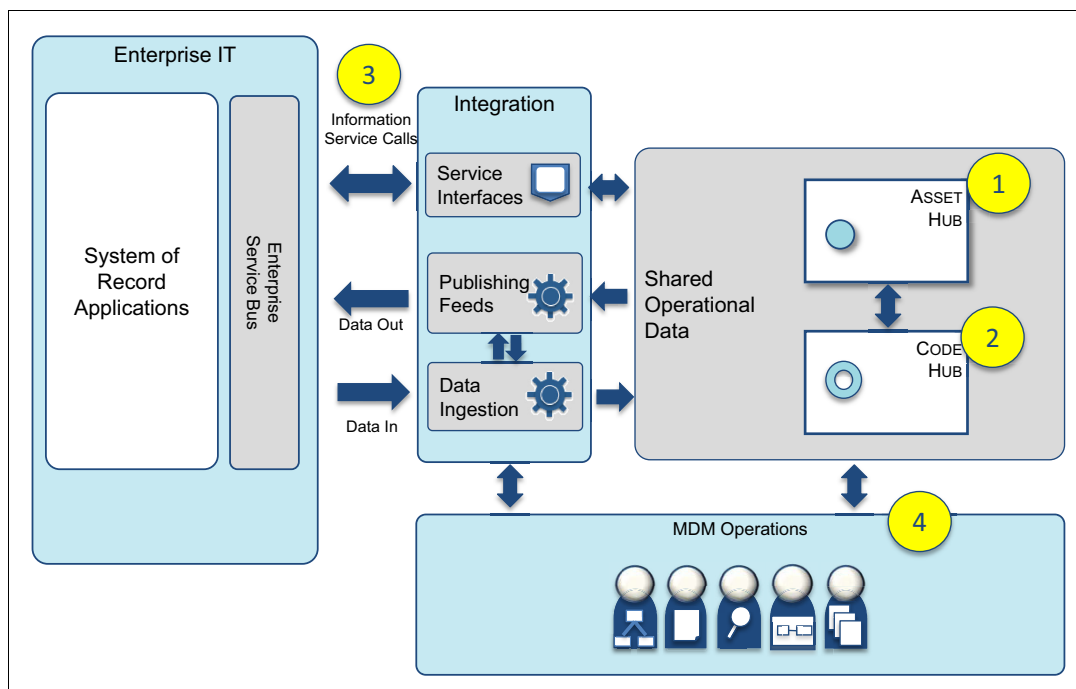 Enterprise IT
System of
Record
Applications
Enterprise
Service Bus
3
Information
Service Calls
Data Out
Data In
Integration
Service
Interfaces
Publishing
Feeds
Data
Ingestion
Shared
Operational
Data
1
ASSET
HUB
2
CODE
HUB
4
MDM Operations